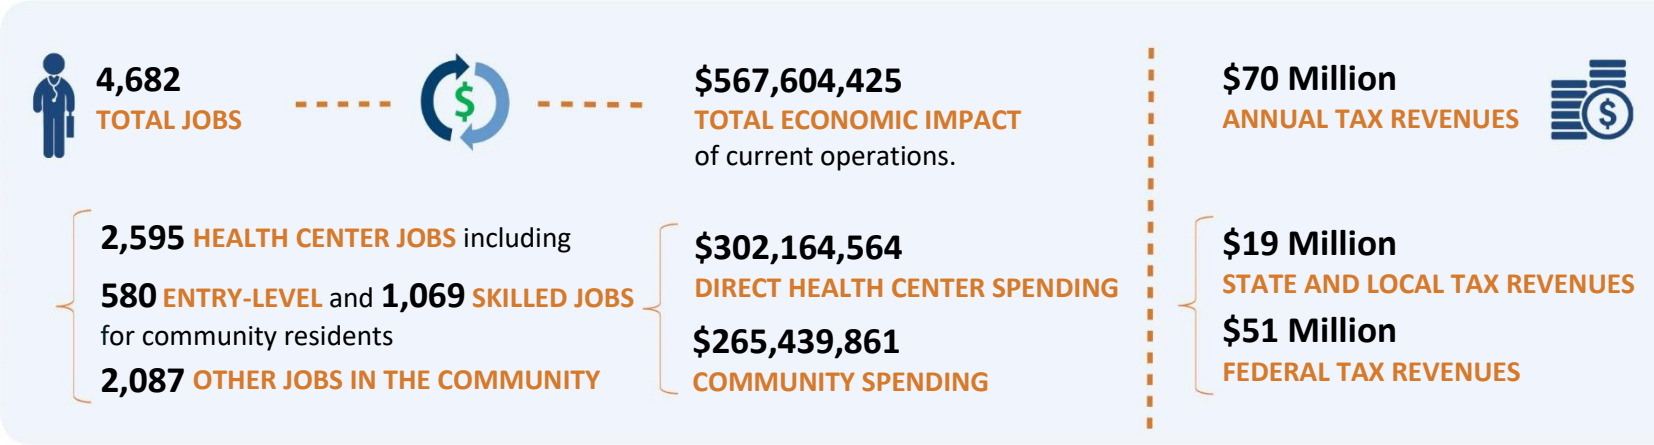 4,682
TOTAL JOBS
$
$567,604,425
TOTAL ECONOMIC IMPACT
of current operations.
$70 Million
ANNUAL TAX REVENUES
$
2,595 HEALTH CENTER JOBS including
580 ENTRY-LEVEL and 1,069 SKILLED JOBS
for community residents
2,087 OTHER JOBS IN THE COMMUNITY
$302,164,564
DIRECT HEALTH CENTER SPENDING
$265,439,861
COMMUNITY SPENDING
$19 Million
STATE AND LOCAL TAX REVENUES
$51 Million
FEDERAL TAX REVENUES